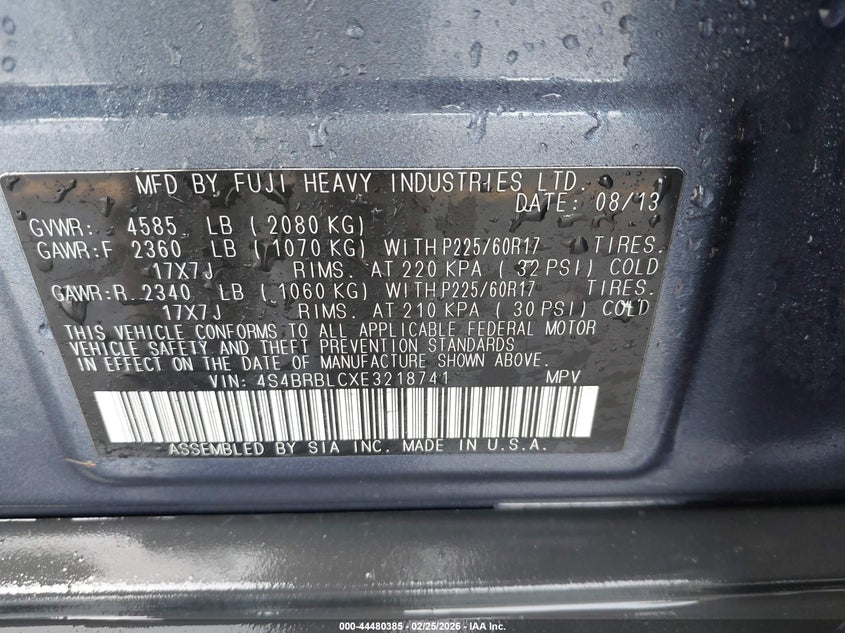 MFD BY FUJI HEAVY INDUSTRIES LTD.
DATE: 08/13
GVWR: 4585 LB ( 2080 KG)
GAWR:F 2360 LB ( 1070 KG) WITH P225/60R17 TIRES.
17X7J RIMS. AT 220 KPA ( 32 PSI) COLD
GAWR:R 2340 LB ( 1060 KG) WITH P225/60R17 TIRES.
17X7J RIMS. AT 210 KPA ( 30 PSI) COLD
THIS VEHICLE CONFORMS TO ALL APPLICABLE FEDERAL MOTOR
VEHICLE SAFETY AND THEFT PREVENTION STANDARDS
IN EFFECT ON THE DATE OF MANUFACTURE SHOWN ABOVE.
VIN: 4S4BRBLCXE3218741 MPV
ASSEMBLED BY SIA INC. MADE IN U.S.A.
000-44480385 - 02/25/2026 - IAA Inc.